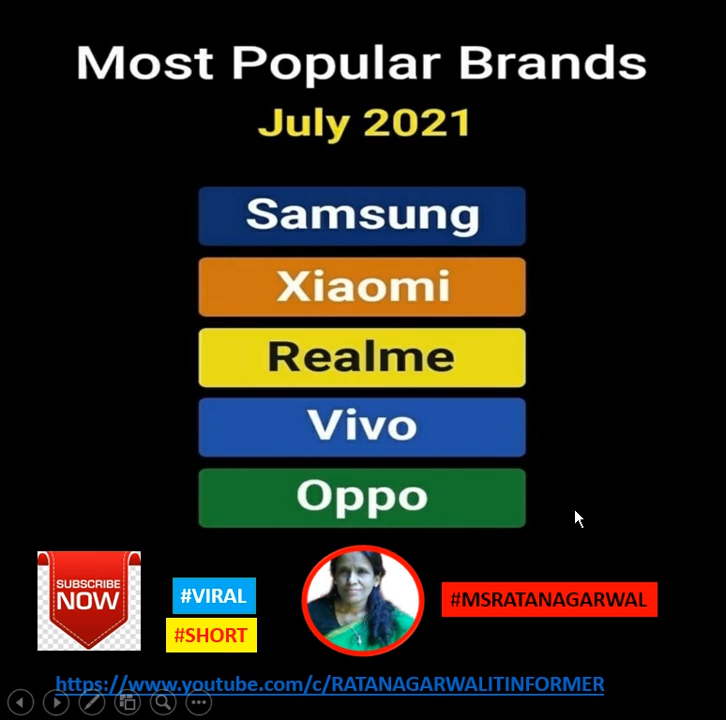 Most Popular Brands
July 2021
Samsung
Xiaomi
Realme
Vivo
Oppo
SUBSCRIBE
NOW
#VIRAL
#SHORT
#MSRATANAGARWAL
https://www.youtube.com/c/RATANAGARWALITINFORMER